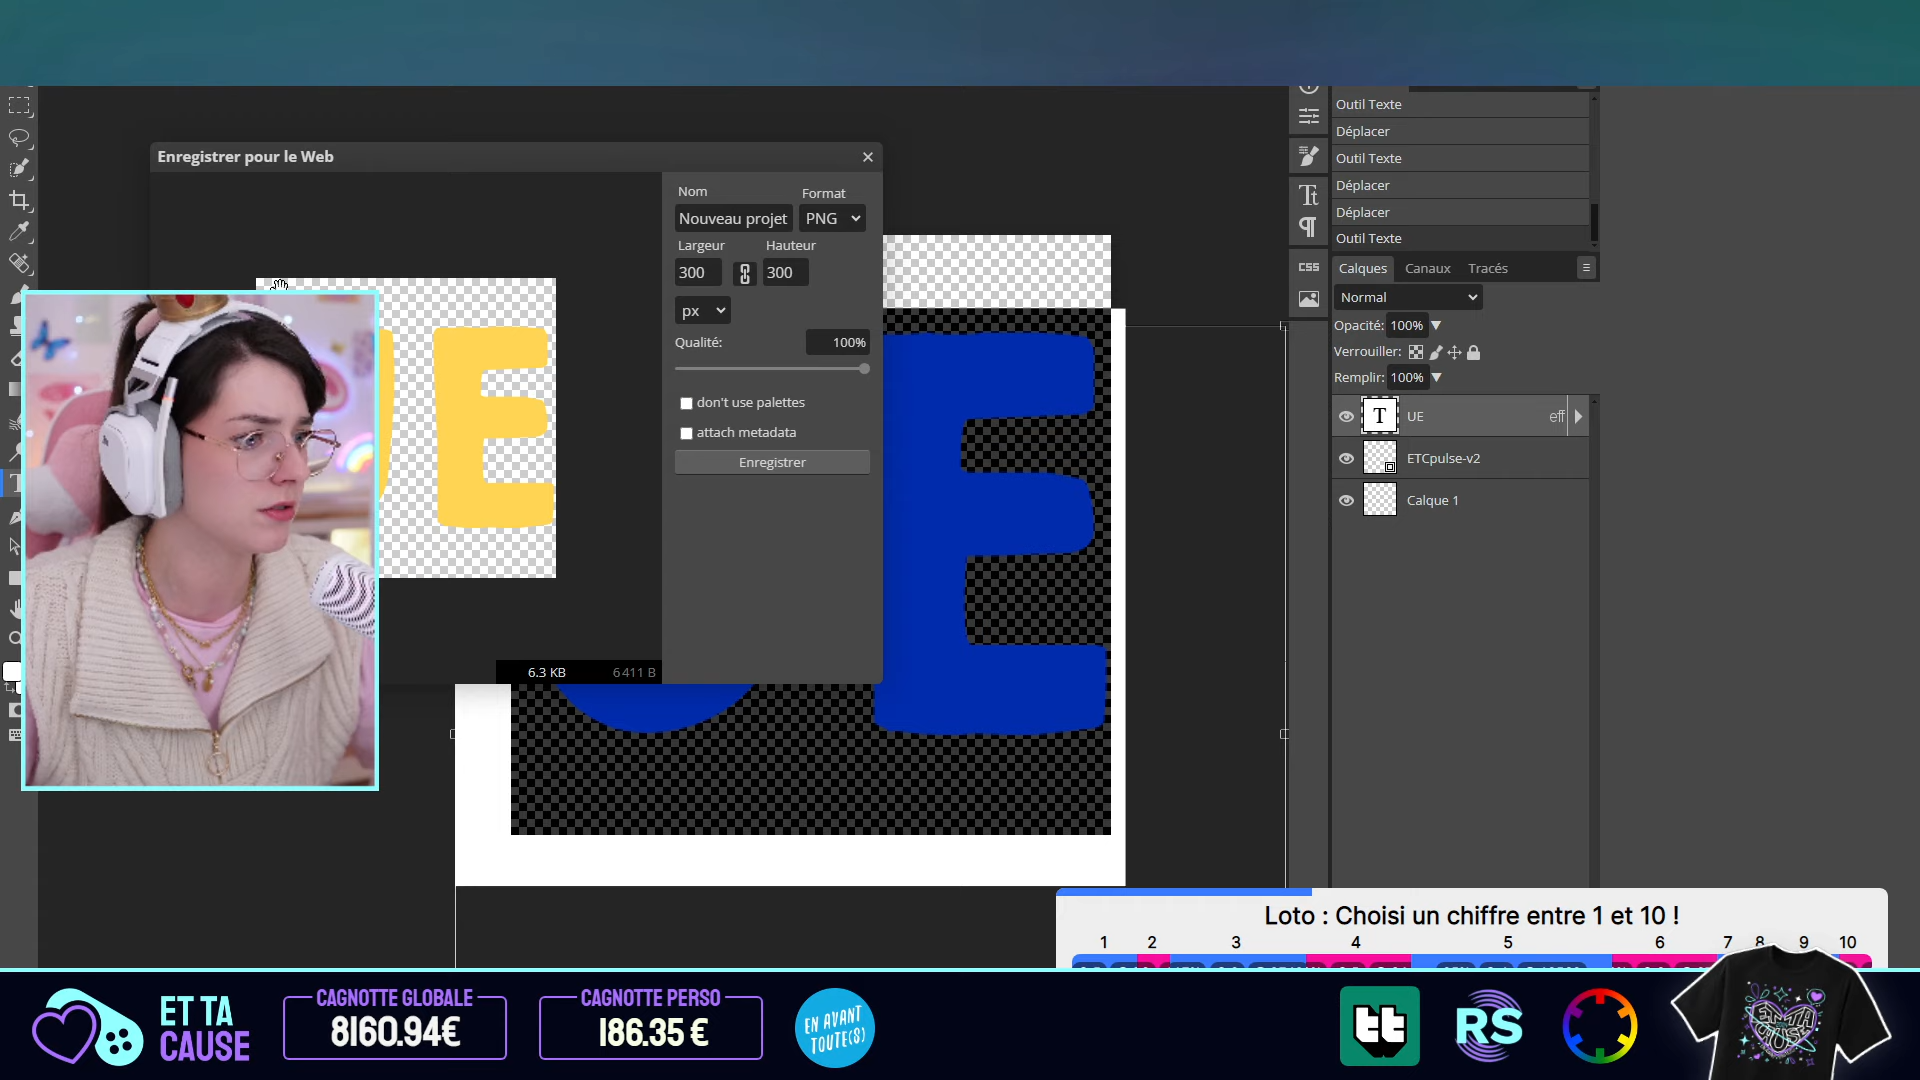 Outil Texte
Déplacer
Outil Texte
Déplacer
Déplacer
Outil Texte
Enregistrer pour le Web
Nom
Format
Nouveau projet
PNG
Largeur
Hauteur
300
300
px
Qualité:
100%
don't use palettes
attach metadata
Enregistrer
6.3 KB
6 411 B
E
E
Tt
¶
CSS
Calques
Canaux
Tracés
Normal
Opacité: 100%
Verrouiller:
Remplir: 100%
T
UE
eff
ETCpulse-v2
Calque 1
Loto : Choisi un chiffre entre 1 et 10 !
1 2 3 4 5 6 7 8 9 10
ET TA
CAUSE
CAGNOTTE GLOBALE
8160.94€
CAGNOTTE PERSO
186.35 €
EN AVANT
TOUTE(S)
tt
RS